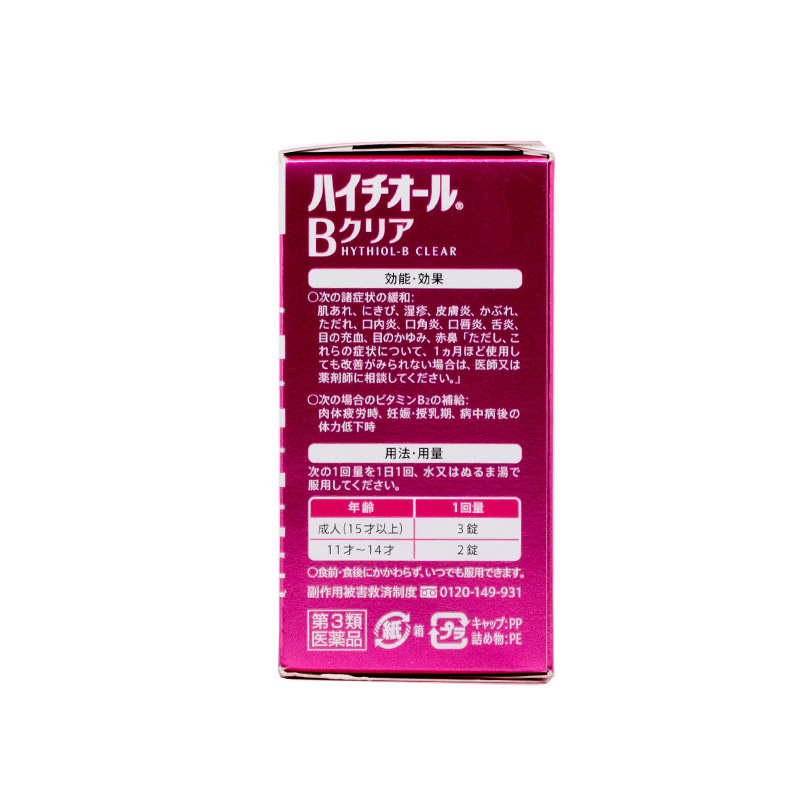 ハイチオール®
Bクリア
HYTHIOL-B CLEAR
効能・効果
○次の諸症状の緩和:
肌あれ、にきび、湿疹、皮膚炎、かぶれ、
ただれ、口内炎、口角炎、口唇炎、舌炎、
目の充血、目のかゆみ、赤鼻「ただし、こ
れらの症状について、1ヵ月ほど使用し
ても改善がみられない場合は、医師又は
薬剤師に相談してください。」
○次の場合のビタミンB2の補給:
肉体疲労時、妊娠・授乳期、病中病後の
体力低下時
用法・用量
次の1回量を1日1回、水又はぬるま湯で
服用してください。
年齢 1回量
成人(15才以上) 3錠
11才〜14才 2錠
○食前・食後にかかわらず、いつでも服用できます。
副作用被害救済制度 0120-149-931
第3類
医薬品
紙 箱
プラ
キャップ:PP
詰め物:PE